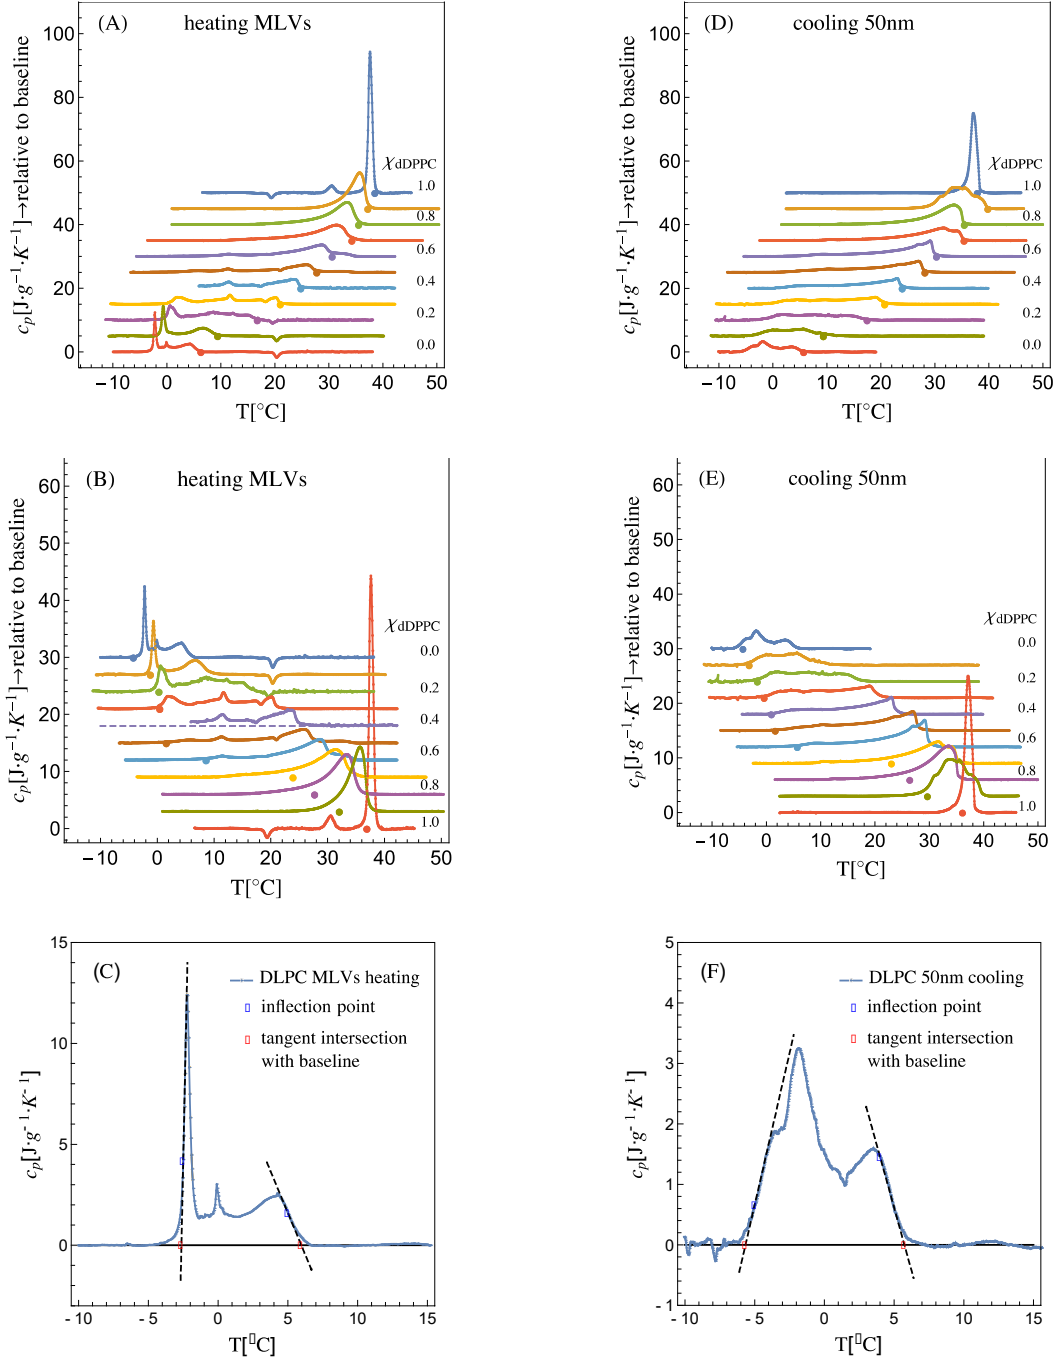 (A) heating MLVs
c_p[J·g⁻¹·K⁻¹]→relative to baseline
100
80
60
40
20
0
χdDPPC
1.0
0.8
0.6
0.4
0.2
0.0
−10 0 10 20 30 40 50
T[°C]
(D) cooling 50nm
c_p[J·g⁻¹·K⁻¹]→relative to baseline
100
80
60
40
20
0
χdDPPC
1.0
0.8
0.6
0.4
0.2
0.0
−10 0 10 20 30 40 50
T[°C]
(B) heating MLVs
c_p[J·g⁻¹·K⁻¹]→relative to baseline
60
50
40
30
20
10
0
χdDPPC
0.0
0.2
0.4
0.6
0.8
1.0
−10 0 10 20 30 40 50
T[°C]
(E) cooling 50nm
c_p[J·g⁻¹·K⁻¹]→relative to baseline
60
50
40
30
20
10
0
χdDPPC
0.0
0.2
0.4
0.6
0.8
1.0
−10 0 10 20 30 40 50
T[°C]
(C)
DLPC MLVs heating
inflection point
tangent intersection
with baseline
c_p[J·g⁻¹·K⁻¹]
15
10
5
0
-10 -5 0 5 10 15
T[▯C]
(F)
DLPC 50nm cooling
inflection point
tangent intersection
with baseline
c_p[J·g⁻¹·K⁻¹]
5
4
3
2
1
0
-1
-10 -5 0 5 10 15
T[▯C]